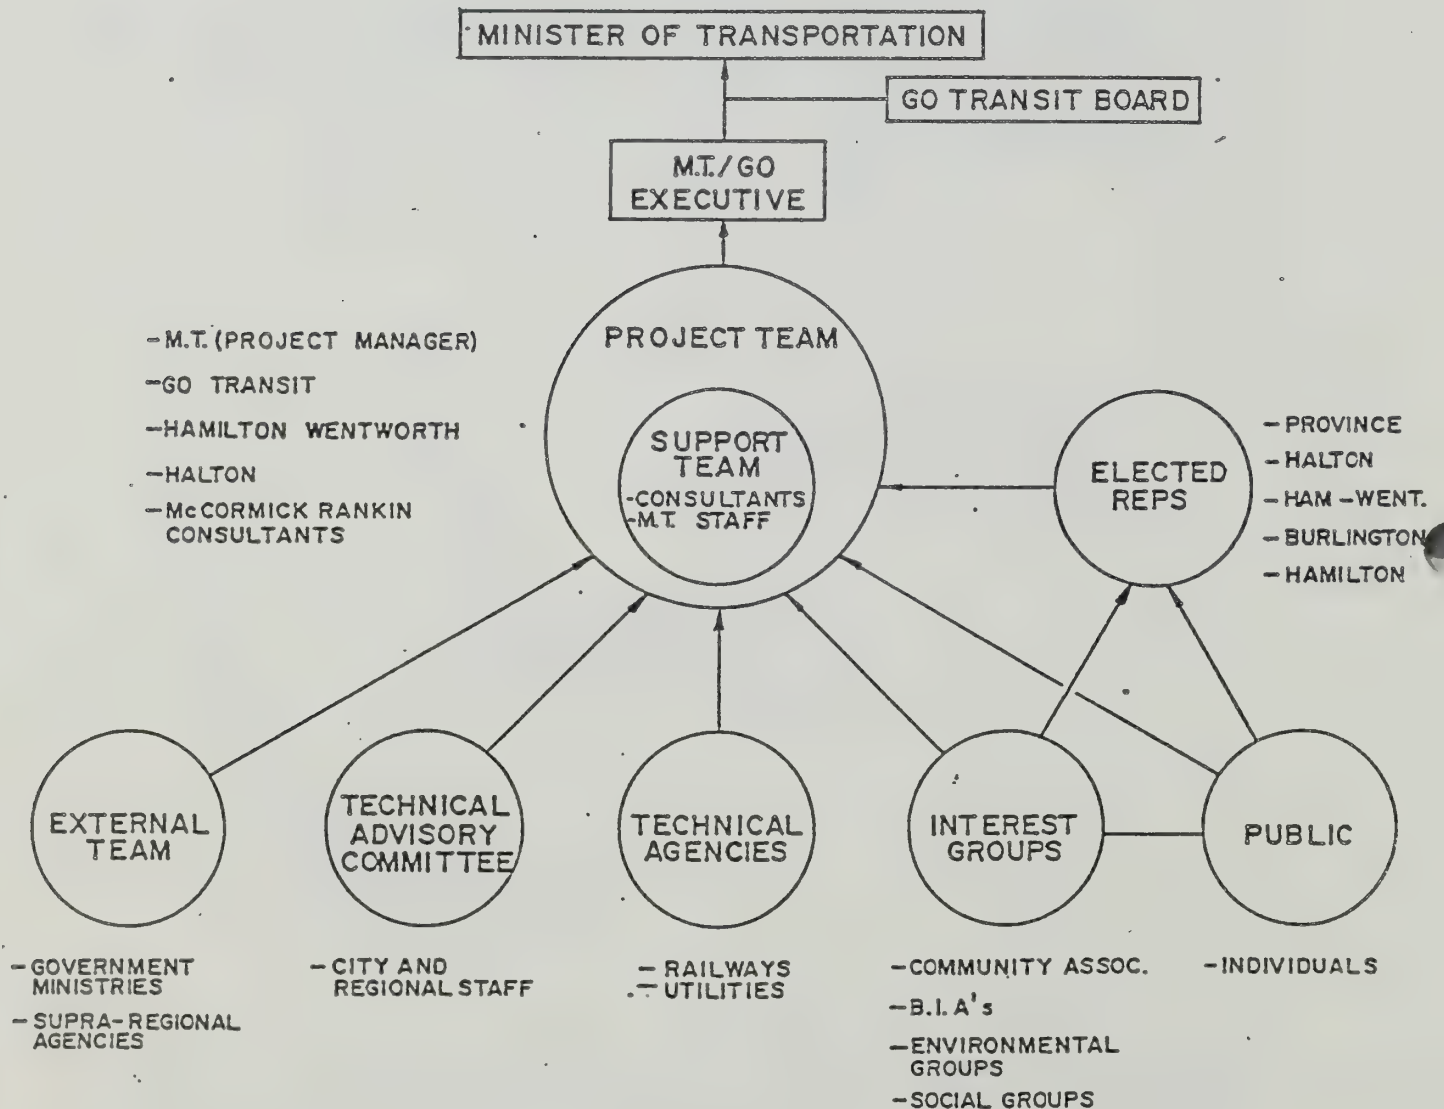 MINISTER OF TRANSPORTATION
GO TRANSIT BOARD
M.T./GO
EXECUTIVE
PROJECT TEAM
-M.T. (PROJECT MANAGER)
-GO TRANSIT
-HAMILTON WENTWORTH
-HALTON
-McCORMICK RANKIN
CONSULTANTS
SUPPORT
TEAM
-CONSULTANTS
-M.T. STAFF
ELECTED
REPS
-PROVINCE
-HALTON
-HAM-WENT.
-BURLINGTON
-HAMILTON
EXTERNAL
TEAM
-GOVERNMENT
MINISTRIES
-SUPRA-REGIONAL
AGENCIES
TECHNICAL
ADVISORY
COMMITTEE
-CITY AND
REGIONAL STAFF
TECHNICAL
AGENCIES
-RAILWAYS
-UTILITIES
INTEREST
GROUPS
-COMMUNITY ASSOC.
-B.I.A's
-ENVIRONMENTAL
GROUPS
-SOCIAL GROUPS
PUBLIC
-INDIVIDUALS